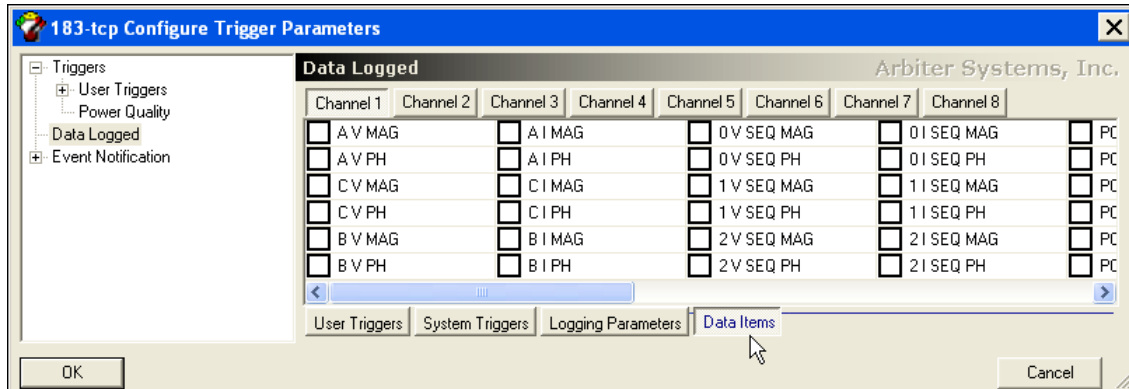 183-tcp Configure Trigger Parameters
Triggers
User Triggers
Power Quality
Data Logged
Event Notification
Data Logged Arbiter Systems, Inc.
Channel 1 Channel 2 Channel 3 Channel 4 Channel 5 Channel 6 Channel 7 Channel 8
A V MAG A I MAG 0 V SEQ MAG 0 I SEQ MAG
A V PH A I PH 0 V SEQ PH 0 I SEQ PH
C V MAG C I MAG 1 V SEQ MAG 1 I SEQ MAG
C V PH C I PH 1 V SEQ PH 1 I SEQ PH
B V MAG B I MAG 2 V SEQ MAG 2 I SEQ MAG
B V PH B I PH 2 V SEQ PH 2 I SEQ PH
User Triggers System Triggers Logging Parameters Data Items
OK Cancel